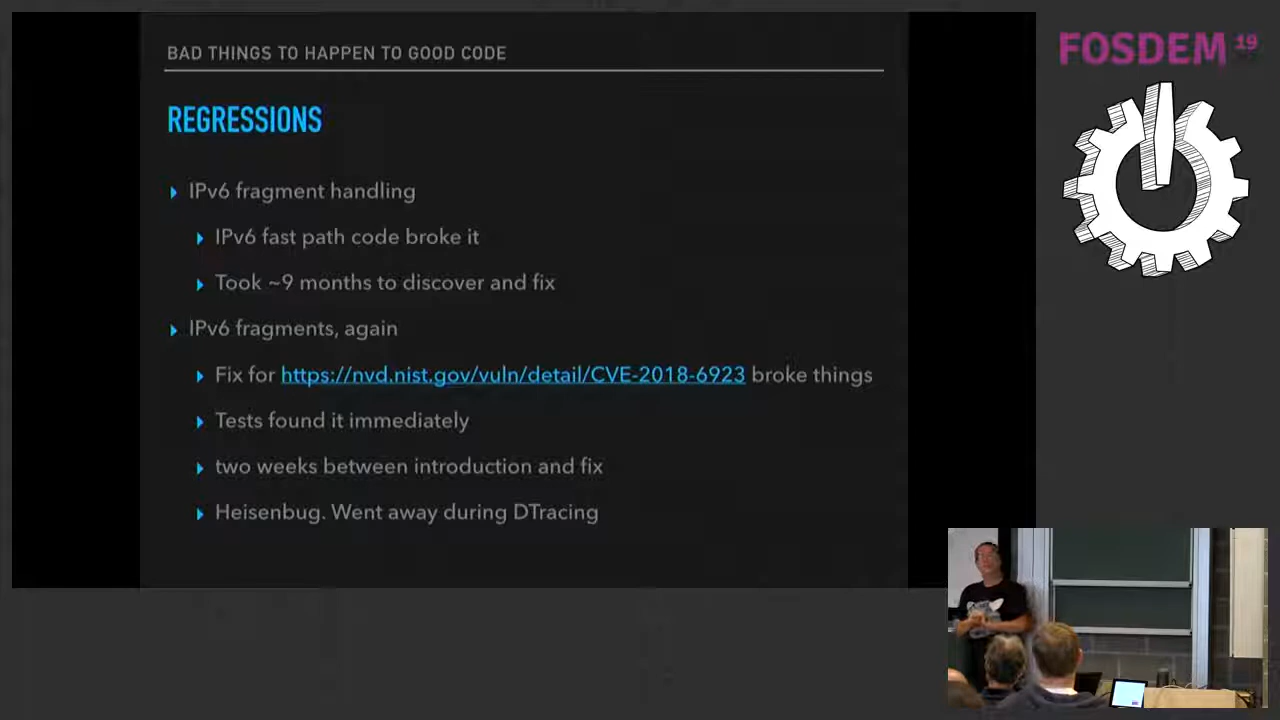 BAD THINGS TO HAPPEN TO GOOD CODE
REGRESSIONS
IPv6 fragment handling
IPv6 fast path code broke it
Took ~9 months to discover and fix
IPv6 fragments, again
Fix for https://nvd.nist.gov/vuln/detail/CVE-2018-6923 broke things
Tests found it immediately
two weeks between introduction and fix
Heisenbug. Went away during DTracing
FOSDEM 19